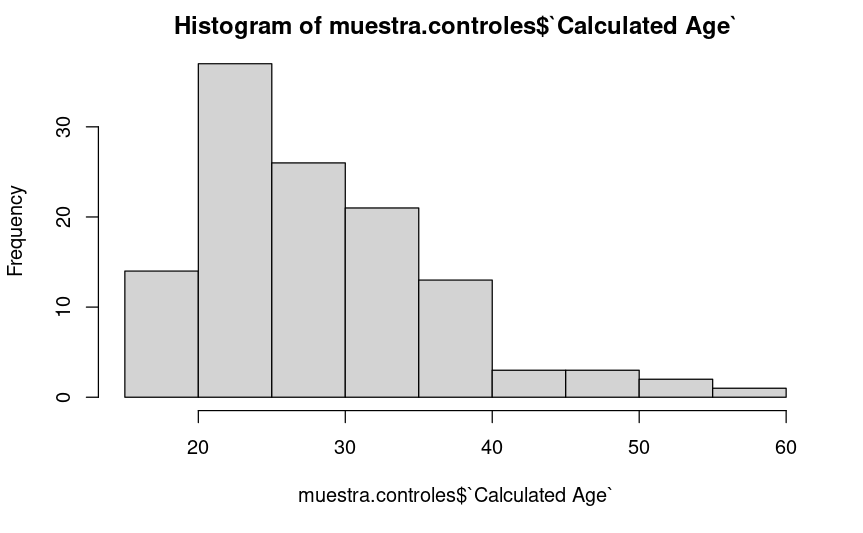 Histogram of muestra.controles$`Calculated Age`
Frequency
30
20
10
0
20 30 40 50 60
muestra.controles$`Calculated Age`